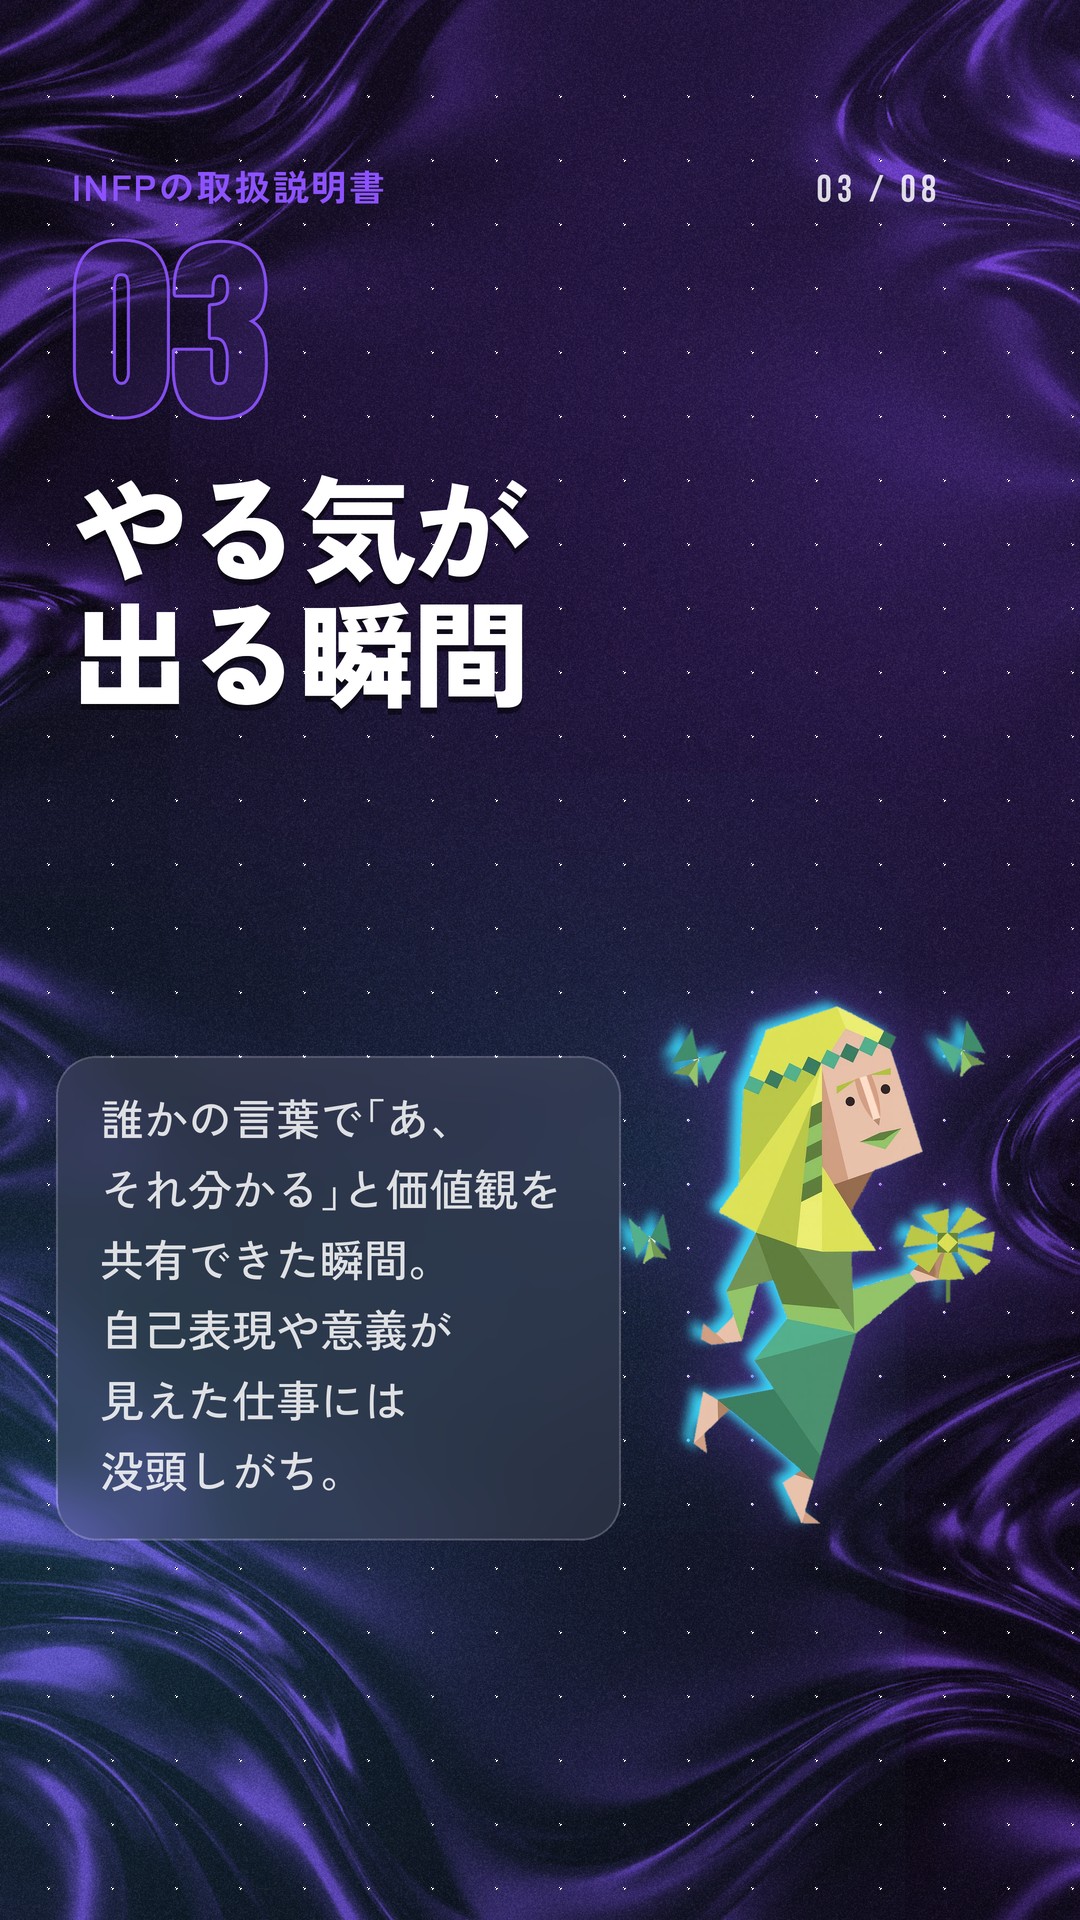 INFPの取扱説明書
03 / 08
03
やる気が
出る瞬間
誰かの言葉で「あ、
それ分かる」と価値観を
共有できた瞬間。
自己表現や意義が
見えた仕事には
没頭しがち。